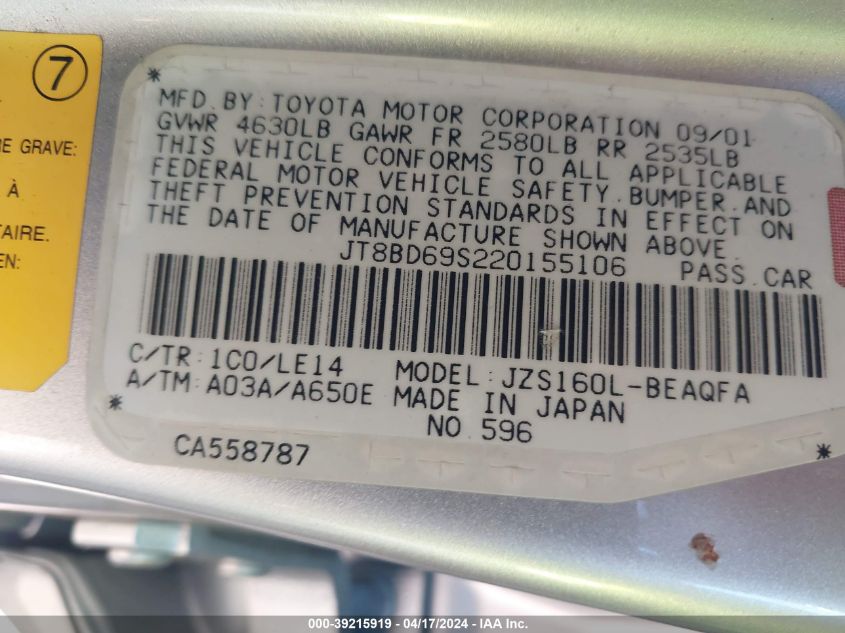 7
E GRAVE:
À
AIRE.
EN:
MFD. BY: TOYOTA MOTOR CORPORATION 09/01
GVWR 4630LB GAWR FR 2580LB RR 2535LB
THIS VEHICLE CONFORMS TO ALL APPLICABLE
FEDERAL MOTOR VEHICLE SAFETY, BUMPER, AND
THEFT PREVENTION STANDARDS IN EFFECT ON
THE DATE OF MANUFACTURE SHOWN ABOVE.
JT8BD69S220155106 PASS. CAR
C/TR: 1C0/LE14 MODEL: JZS160L-BEAQFA
A/TM: A03A/A650E MADE IN JAPAN
NO. 596
CA558787
000-39215919 - 04/17/2024 - IAA Inc.